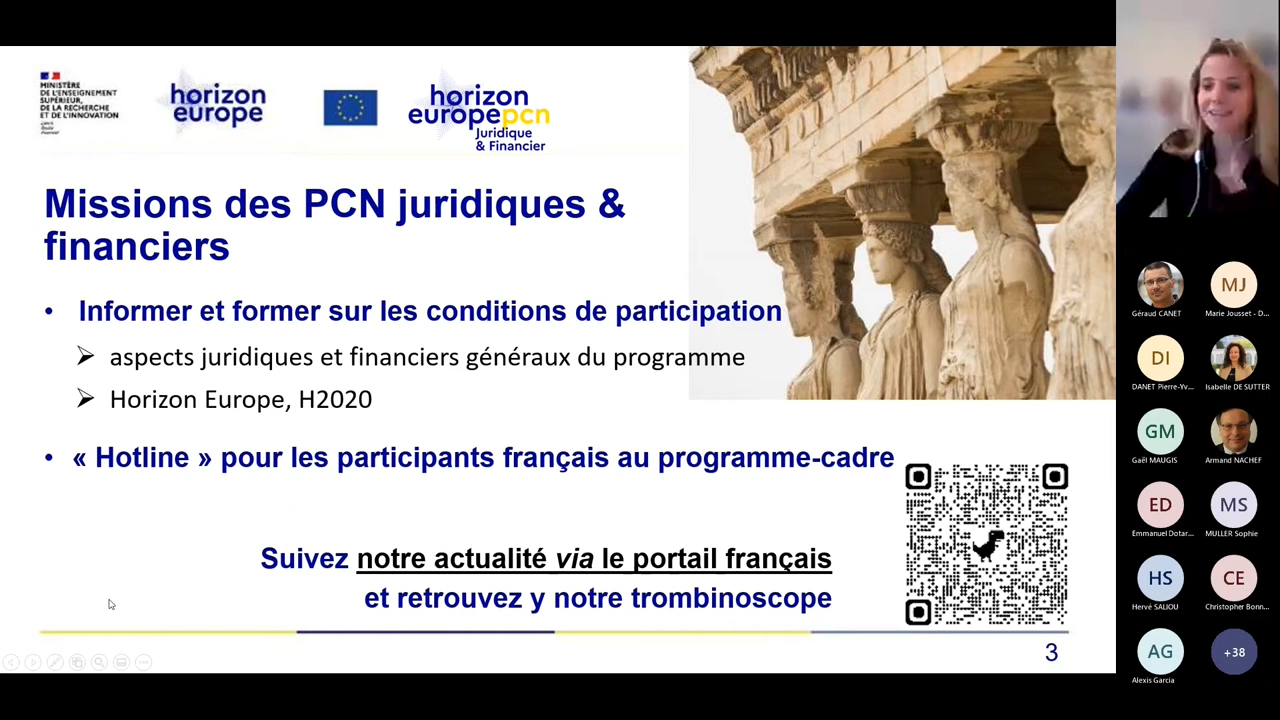 MINISTÈRE
DE L'ENSEIGNEMENT
SUPÉRIEUR,
DE LA RECHERCHE
ET DE L'INNOVATION
horizon
europe
horizon
europepcn
Juridique
& Financier
Missions des PCN juridiques &
financiers
• Informer et former sur les conditions de participation
➢ aspects juridiques et financiers généraux du programme
➢ Horizon Europe, H2020
• « Hotline » pour les participants français au programme-cadre
Suivez notre actualité via le portail français
et retrouvez y notre trombinoscope
3
Géraud CANET
MJ
Marie Jousset - D...
DI
DANET Pierre-Yv...
Isabelle DE SUTTER
GM
Gaël MAUGIS
Armand NACHEF
ED
Emmanuel Dotar...
MS
MULLER Sophie
HS
Hervé SALIOU
CE
Christopher Bonn...
AG
Alexis Garcia
+38